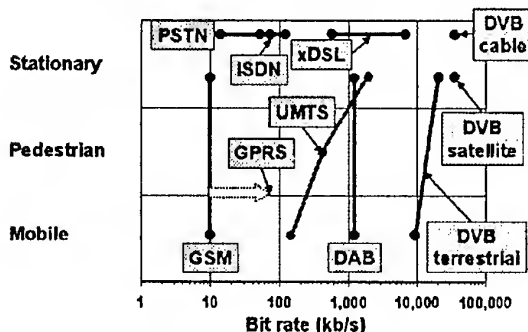 PSTN
ISDN
xDSL
DVB
cable
Stationary
UMTS
DVB
satellite
Pedestrian
GPRS
Mobile
GSM
DAB
DVB
terrestrial
1 10 100 1,000 10,000 100,000
Bit rate (kb/s)